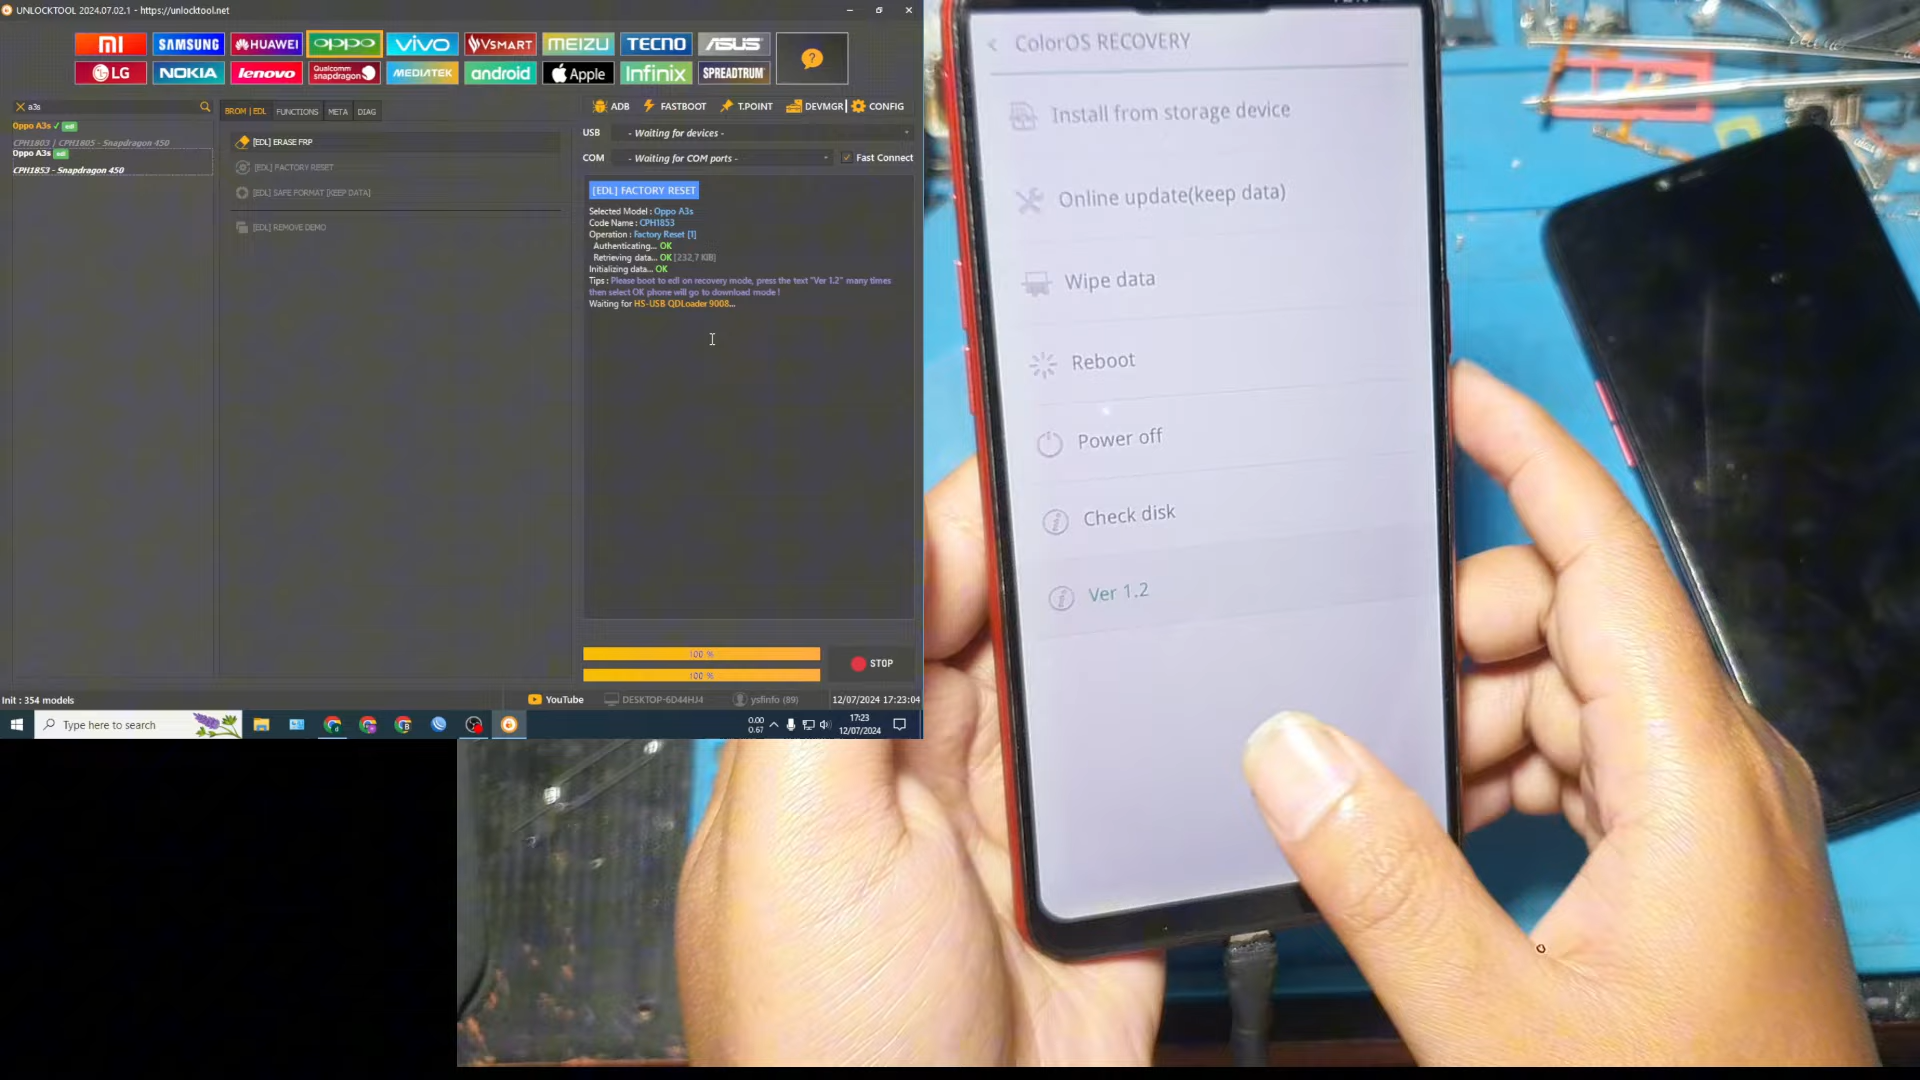 UNLOCKTOOL 2024.07.02.1 - https://unlocktool.net
MI SAMSUNG HUAWEI OPPO VIVO VSMART MEIZU TECNO ASUS ?
LG NOKIA lenovo Qualcomm snapdragon MEDIATEK android Apple Infinix SPREADTRUM
a3s
BROM | EDL FUNCTIONS META DIAG
ADB FASTBOOT T.POINT DEVMGR CONFIG
Oppo A3s ✓ edl
CPH1803 | CPH1805 - Snapdragon 450
Oppo A3s edl
CPH1853 - Snapdragon 450
[EDL] ERASE FRP
[EDL] FACTORY RESET
[EDL] SAFE FORMAT [KEEP DATA]
[EDL] REMOVE DEMO
USB - Waiting for devices -
COM - Waiting for COM ports - Fast Connect
[EDL] FACTORY RESET
Selected Model : Oppo A3s
Code Name : CPH1853
Operation : Factory Reset [1]
Authenticating... OK
Retrieving data... OK [232,7 KiB]
Initializing data... OK
Tips : Please boot to edl on recovery mode, press the text "Ver 1.2" many times
then select OK phone will go to download mode !
Waiting for HS-USB QDLoader 9008...
100 %
100 %
STOP
Init : 354 models
YouTube DESKTOP-6D44HJ4 ysfinfo (89) 12/07/2024 17:23:04
Type here to search
0.00
0.67
17:23
12/07/2024
< ColorOS RECOVERY
Install from storage device
Online update(keep data)
Wipe data
Reboot
Power off
Check disk
Ver 1.2